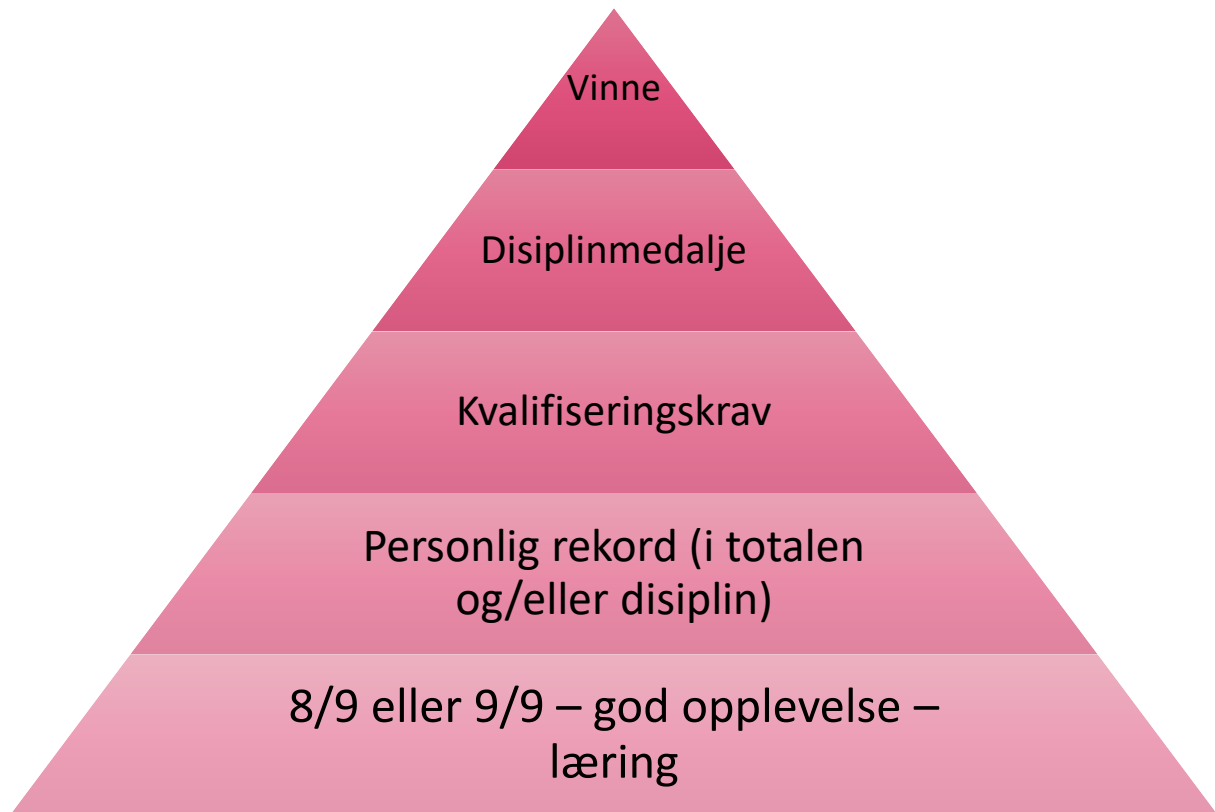 Vinne
Disiplinmedalje
Kvalifiseringskrav
Personlig rekord (i totalen
og/eller disiplin)
8/9 eller 9/9 – god opplevelse –
læring